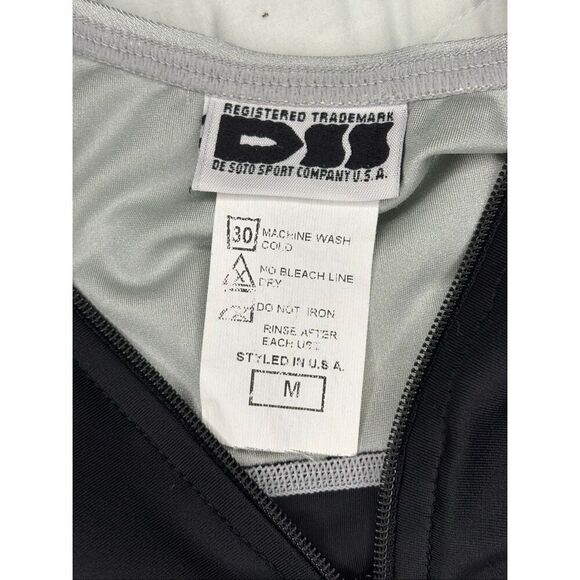 REGISTERED TRADEMARK
DSS
DE SOTO SPORT COMPANY U.S.A.
30 MACHINE WASH
COLD
NO BLEACH LINE
DRY
DO NOT IRON
RINSE AFTER
EACH USE
STYLED IN U.S.A.
M